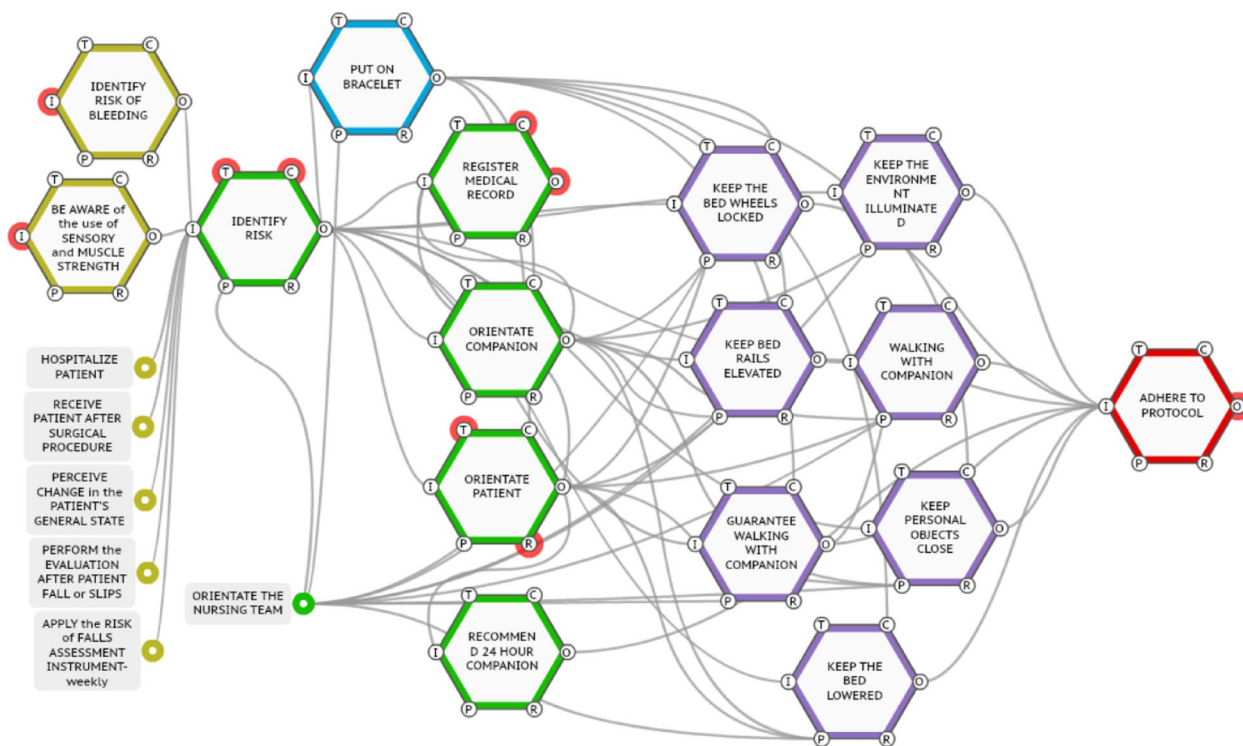 T C
IDENTIFY
I RISK OF O
BLEEDING
P R
T C
BE AWARE of
the use of
I SENSORY O
and MUSCLE
STRENGTH
P R
HOSPITALIZE
PATIENT
RECEIVE
PATIENT AFTER
SURGICAL
PROCEDURE
PERCEIVE
CHANGE in the
PATIENT'S
GENERAL STATE
PERFORM the
EVALUATION
AFTER PATIENT
FALL or SLIPS
APPLY the RISK
of FALLS
ASSESSMENT
INSTRUMENT-
weekly
T C
I IDENTIFY O
RISK
P R
ORIENTATE THE
NURSING TEAM
T C
I PUT ON O
BRACELET
P R
T C
REGISTER
I MEDICAL O
RECORD
P R
T C
I ORIENTATE O
COMPANION
P R
T C
I ORIENTATE O
PATIENT
P R
T C
RECOMMEN
I D 24 HOUR O
COMPANION
P R
T C
KEEP THE
I BED WHEELS O
LOCKED
P R
T C
KEEP BED
I RAILS O
ELEVATED
P R
T C
GUARANTEE
I WALKING O
WITH
COMPANION
P R
T C
KEEP THE
I BED O
LOWERED
P R
T C
KEEP THE
ENVIRONME
I NT O
ILLUMINATE
D
P R
T C
WALKING
I WITH O
COMPANION
P R
T C
KEEP
I PERSONAL O
OBJECTS
CLOSE
P R
T C
I ADHERE TO O
PROTOCOL
P R